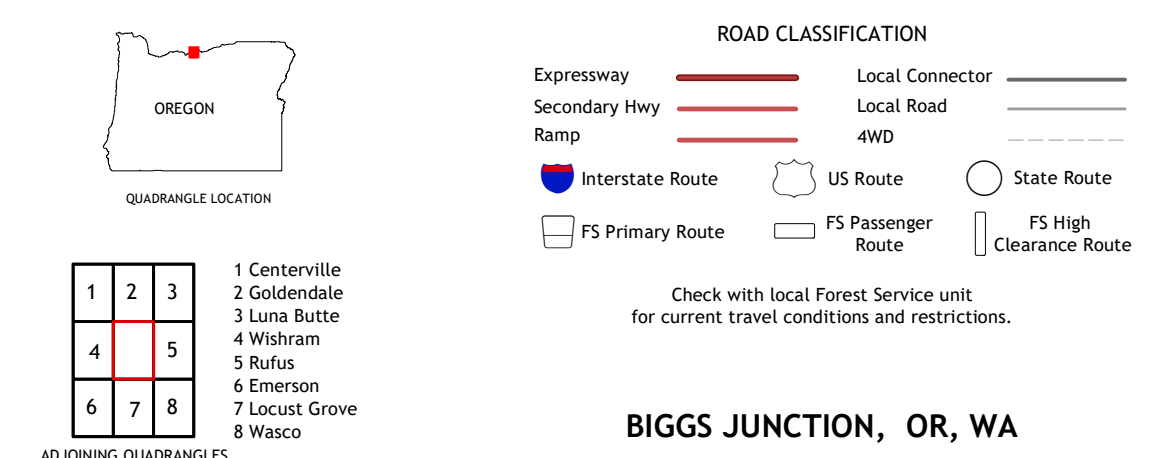 OREGON
QUADRANGLE LOCATION
1 2 3
4 5
6 7 8
1 Centerville
2 Goldendale
3 Luna Butte
4 Wishram
5 Rufus
6 Emerson
7 Locust Grove
8 Wasco
ADJOINING QUADRANGLES
ROAD CLASSIFICATION
Expressway
Local Connector
Secondary Hwy
Local Road
Ramp
4WD
Interstate Route
US Route
State Route
FS Primary Route
FS Passenger
Route
FS High
Clearance Route
Check with local Forest Service unit
for current travel conditions and restrictions.
BIGGS JUNCTION, OR, WA